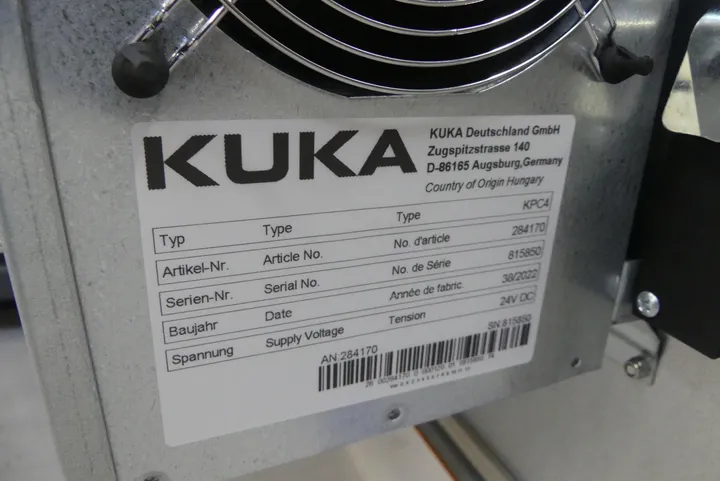 KUKA
KUKA Deutschland GmbH
Zugspitzstrasse 140
D-86165 Augsburg,Germany
Country of Origin Hungary
Typ Type Type KPC4
Artikel-Nr. Article No. No. d'article 284170
Serien-Nr. Serial No. No. de Série 815850
Baujahr Date Année de fabric. 38/2022
Spannung Supply Voltage Tension 24V DC
AN.284170 SN.815850